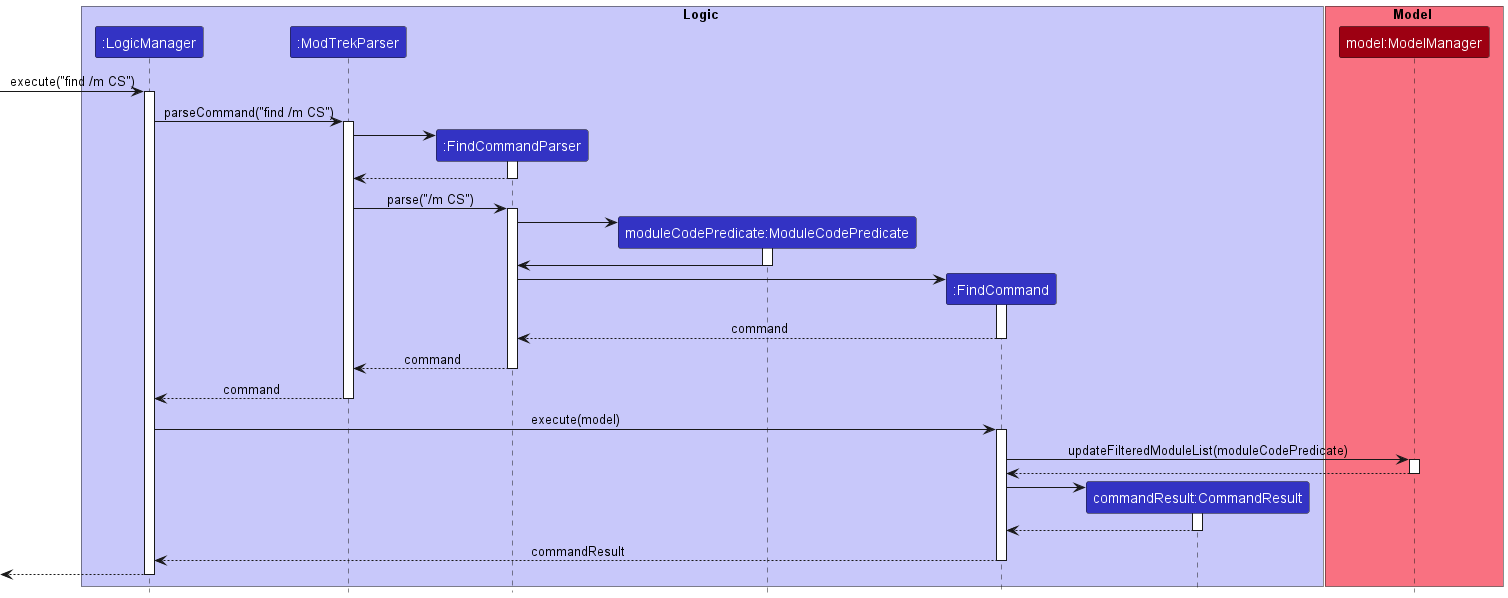 Logic
Model
:LogicManager
:ModTrekParser
model:ModelManager
execute("find /m CS")
parseCommand("find /m CS")
:FindCommandParser
parse("/m CS")
moduleCodePredicate:ModuleCodePredicate
:FindCommand
command
command
command
execute(model)
updateFilteredModuleList(moduleCodePredicate)
commandResult:CommandResult
commandResult